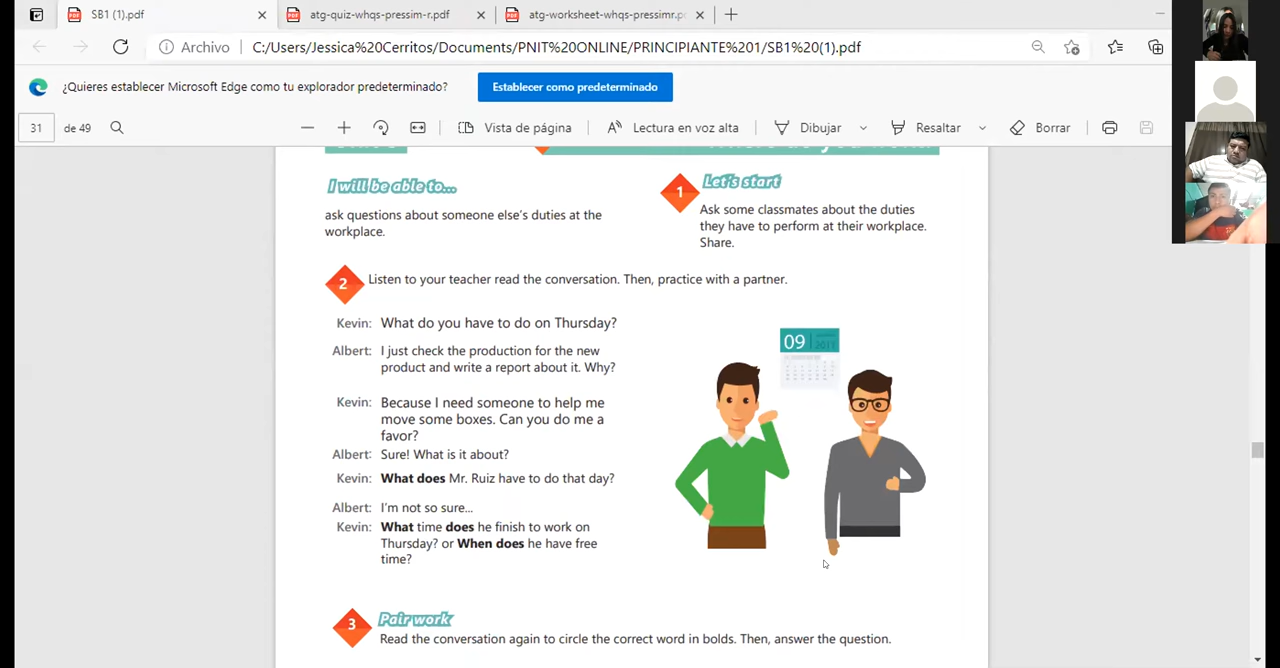 SB1 (1).pdf
atg-quiz-whqs-pressim-r.pdf
atg-worksheet-whqs-pressimr.p
Archivo
C:/Users/Jessica%20Cerritos/Documents/PNIT%20ONLINE/PRINCIPIANTE%201/SB1%20(1).pdf
¿Quieres establecer Microsoft Edge como tu explorador predeterminado?
Establecer como predeterminado
31 de 49
Vista de página
Lectura en voz alta
Dibujar
Resaltar
Borrar
I will be able to...
ask questions about someone else's duties at the
workplace.
1 Let's start
Ask some classmates about the duties
they have to perform at their workplace.
Share.
2 Listen to your teacher read the conversation. Then, practice with a partner.
Kevin: What do you have to do on Thursday?
Albert: I just check the production for the new
product and write a report about it. Why?
Kevin: Because I need someone to help me
move some boxes. Can you do me a
favor?
Albert: Sure! What is it about?
Kevin: What does Mr. Ruiz have to do that day?
Albert: I'm not so sure...
Kevin: What time does he finish to work on
Thursday? or When does he have free
time?
09
3 Pair work
Read the conversation again to circle the correct word in bolds. Then, answer the question.